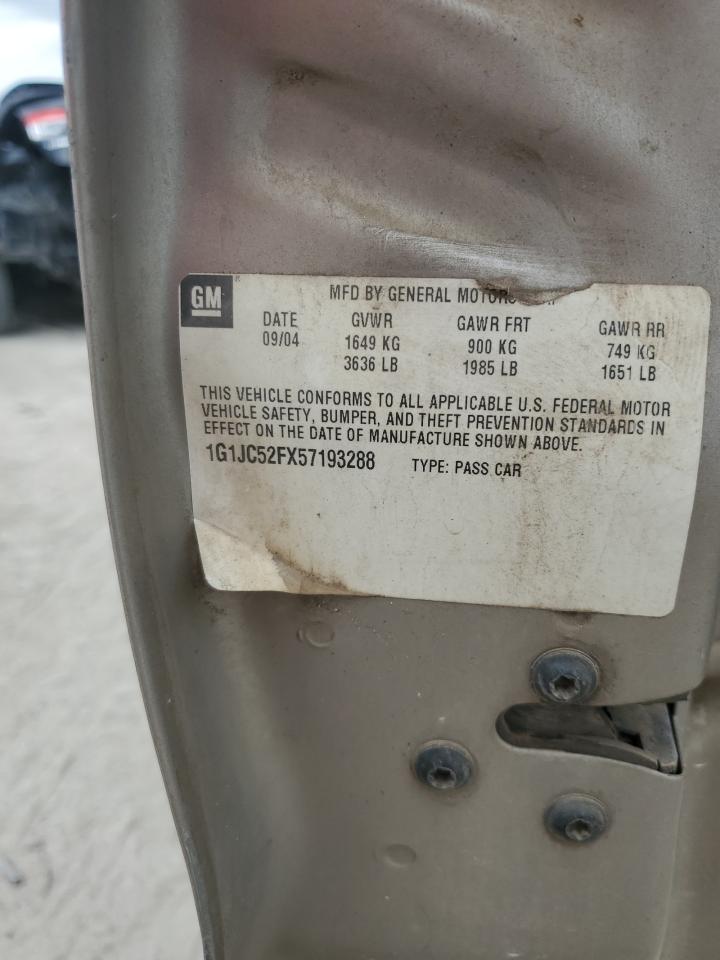 GM
MFD BY GENERAL MOTORS
DATE GVWR GAWR FRT GAWR RR
09/04 1649 KG 900 KG 749 KG
3636 LB 1985 LB 1651 LB
THIS VEHICLE CONFORMS TO ALL APPLICABLE U.S. FEDERAL MOTOR
VEHICLE SAFETY, BUMPER, AND THEFT PREVENTION STANDARDS IN
EFFECT ON THE DATE OF MANUFACTURE SHOWN ABOVE.
1G1JC52FX57193288 TYPE: PASS CAR